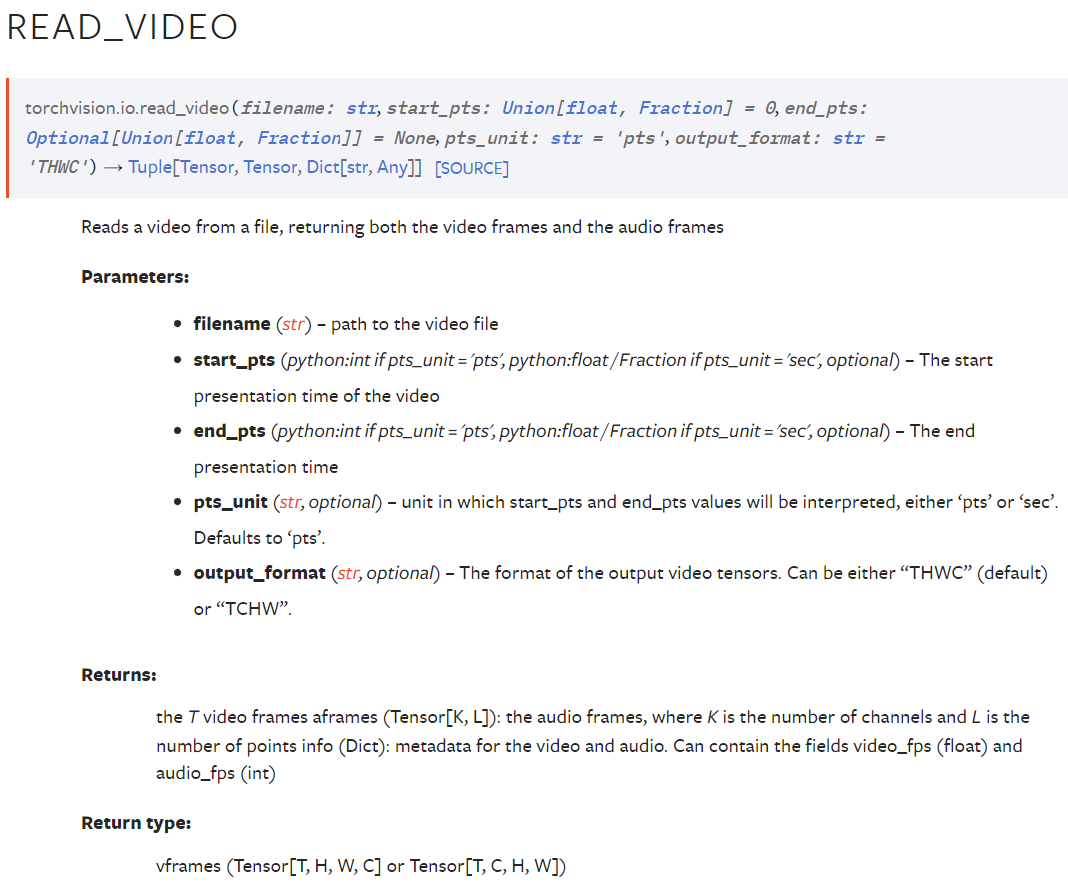 READ_VIDEO
torchvision.io.read_video(filename: str, start_pts: Union[float, Fraction] = 0, end_pts:
Optional[Union[float, Fraction]] = None, pts_unit: str = 'pts', output_format: str =
'THWC') → Tuple[Tensor, Tensor, Dict[str, Any]] [SOURCE]
Reads a video from a file, returning both the video frames and the audio frames
Parameters:
• filename (str) – path to the video file
• start_pts (python:int if pts_unit = 'pts', python:float / Fraction if pts_unit = 'sec', optional) – The start
presentation time of the video
• end_pts (python:int if pts_unit = 'pts', python:float / Fraction if pts_unit = 'sec', optional) – The end
presentation time
• pts_unit (str, optional) – unit in which start_pts and end_pts values will be interpreted, either ‘pts’ or ‘sec’.
Defaults to ‘pts’.
• output_format (str, optional) – The format of the output video tensors. Can be either “THWC” (default)
or “TCHW”.
Returns:
the T video frames aframes (Tensor[K, L]): the audio frames, where K is the number of channels and L is the
number of points info (Dict): metadata for the video and audio. Can contain the fields video_fps (float) and
audio_fps (int)
Return type:
vframes (Tensor[T, H, W, C] or Tensor[T, C, H, W])